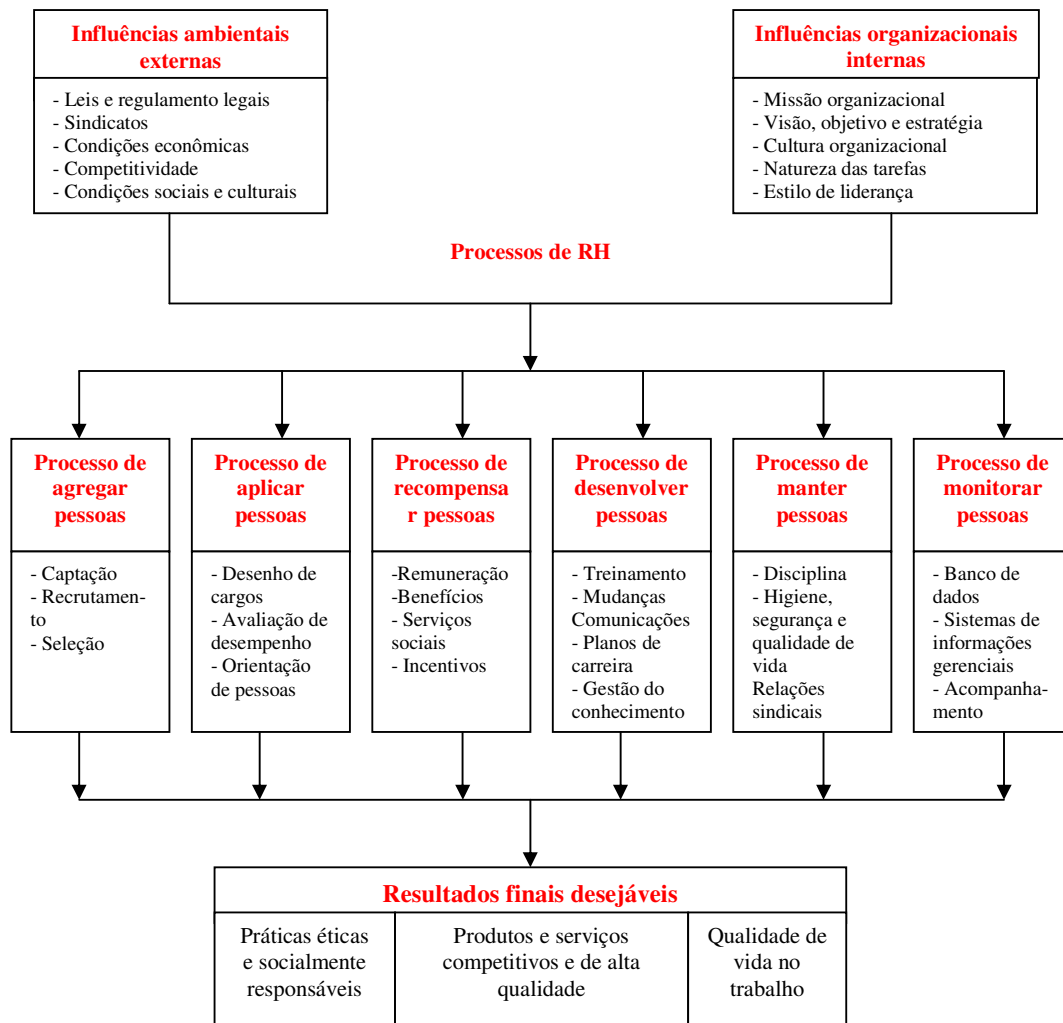 Influências ambientais
externas
- Leis e regulamento legais
- Sindicatos
- Condições econômicas
- Competitividade
- Condições sociais e culturais
Influências organizacionais
internas
- Missão organizacional
- Visão, objetivo e estratégia
- Cultura organizacional
- Natureza das tarefas
- Estilo de liderança
Processos de RH
Processo de
agregar
pessoas
- Captação
- Recrutamen-
to
- Seleção
Processo de
aplicar
pessoas
- Desenho de
cargos
- Avaliação de
desempenho
- Orientação
de pessoas
Processo de
recompensa
r pessoas
-Remuneração
-Benefícios
- Serviços
sociais
- Incentivos
Processo de
desenvolver
pessoas
- Treinamento
- Mudanças
Comunicações
- Planos de
carreira
- Gestão do
conhecimento
Processo de
manter
pessoas
- Disciplina
- Higiene,
segurança e
qualidade de
vida
Relações
sindicais
Processo de
monitorar
pessoas
- Banco de
dados
- Sistemas de
informações
gerenciais
- Acompanha-
mento
Resultados finais desejáveis
Práticas éticas
e socialmente
responsáveis
Produtos e serviços
competitivos e de alta
qualidade
Qualidade de
vida no
trabalho